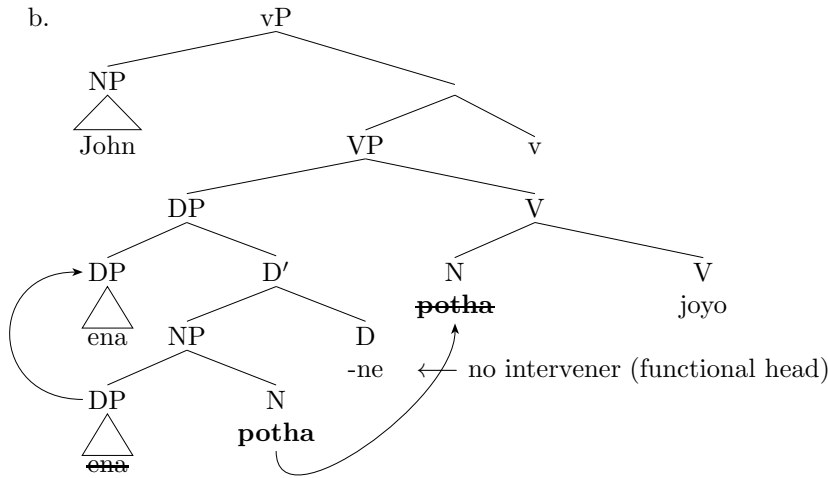 b. vP
NP
John
VP v
DP V
DP D′ N V
ena potha joyo
NP D
-ne ⟵ no intervener (functional head)
DP N
ena potha